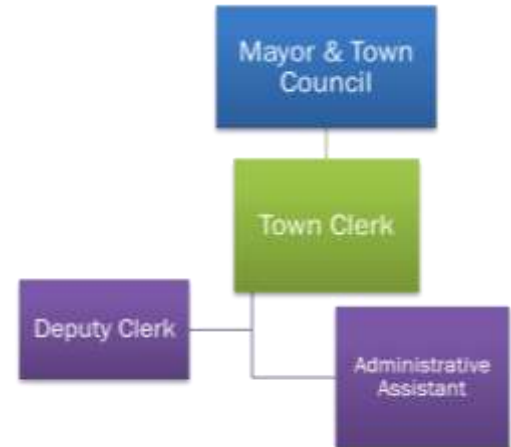 Mayor & Town
Council
Town Clerk
Deputy Clerk
Administrative
Assistant